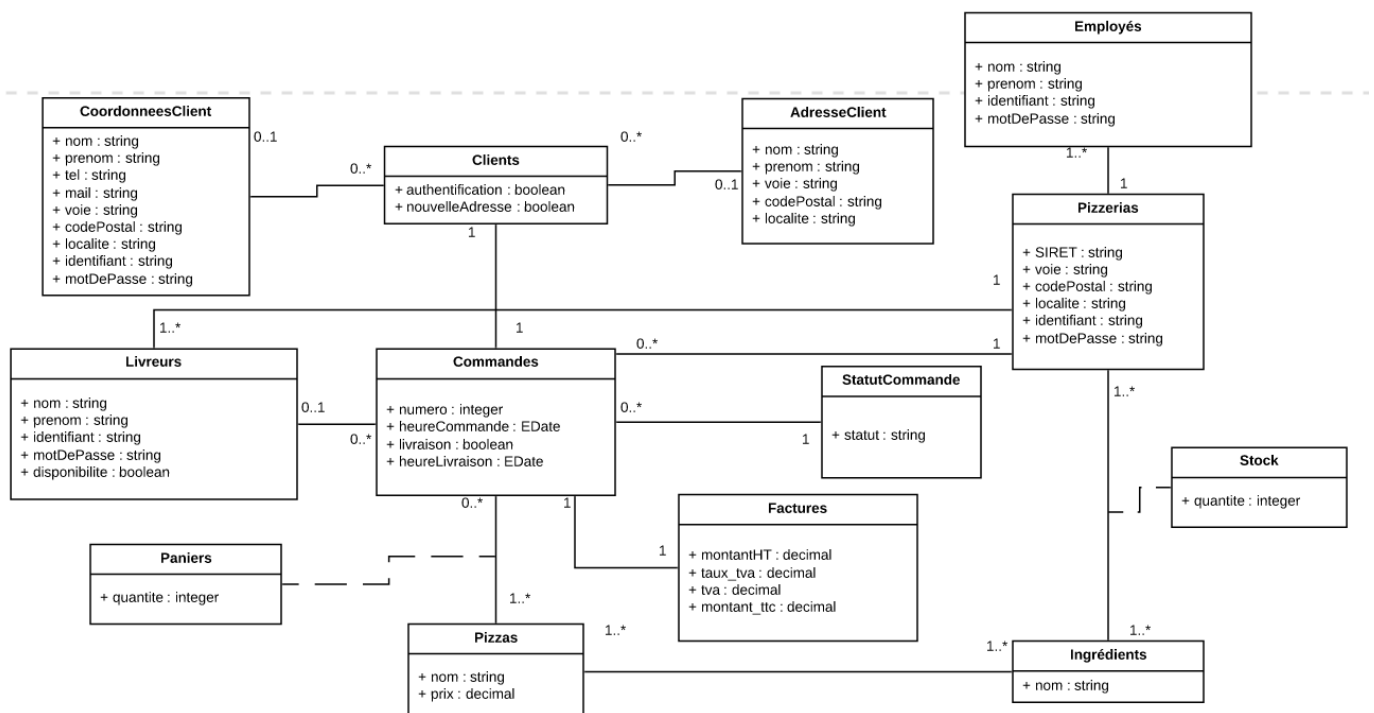 Employés
+ nom : string
+ prenom : string
+ identifiant : string
+ motDePasse : string
1..*
CoordonneesClient
+ nom : string
+ prenom : string
+ tel : string
+ mail : string
+ voie : string
+ codePostal : string
+ localite : string
+ identifiant : string
+ motDePasse : string
0..1
0..*
Clients
+ authentification : boolean
+ nouvelleAdresse : boolean
1
0..*
0..1
AdresseClient
+ nom : string
+ prenom : string
+ voie : string
+ codePostal : string
+ localite : string
1
Pizzerias
+ SIRET : string
+ voie : string
+ codePostal : string
+ localite : string
+ identifiant : string
+ motDePasse : string
1
1..*
1
0..*
1
1..*
Livreurs
+ nom : string
+ prenom : string
+ identifiant : string
+ motDePasse : string
+ disponibilite : boolean
0..1
0..*
Commandes
+ numero : integer
+ heureCommande : EDate
+ livraison : boolean
+ heureLivraison : EDate
0..*
1
0..*
1
StatutCommande
+ statut : string
Stock
+ quantite : integer
Factures
+ montantHT : decimal
+ taux_tva : decimal
+ tva : decimal
+ montant_ttc : decimal
1
Paniers
+ quantite : integer
1..*
Pizzas
+ nom : string
+ prix : decimal
1..*
1..*
1..*
Ingrédients
+ nom : string